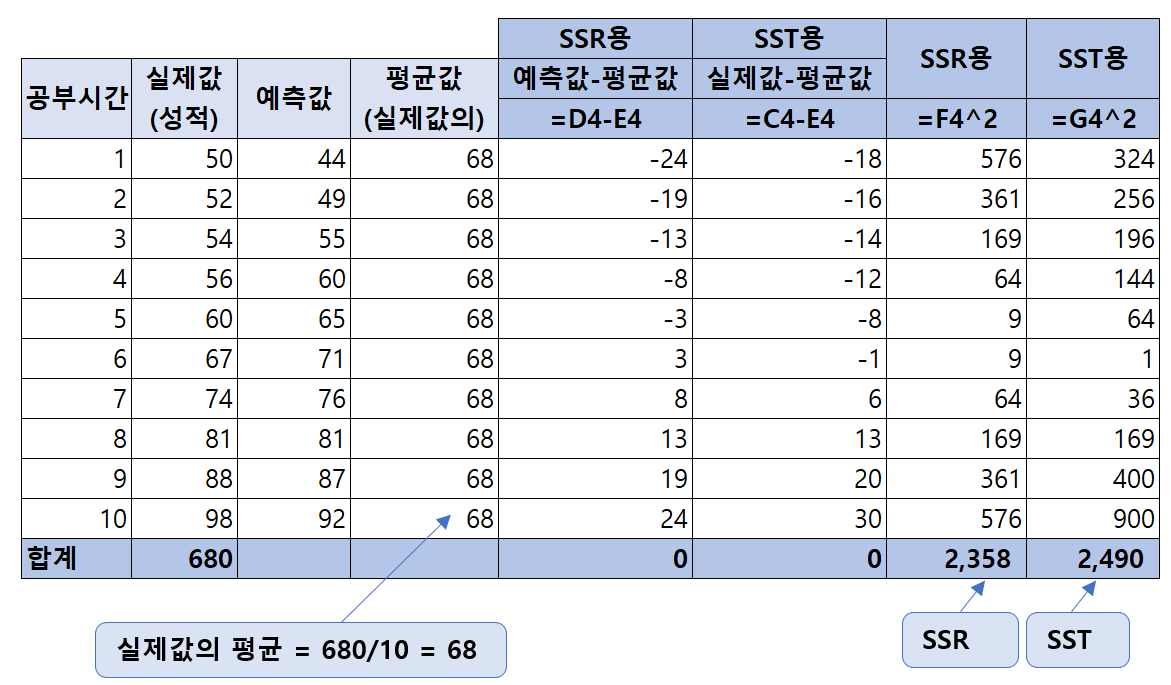 SSR용 SST용 SSR용 SST용
공부시간 실제값 (성적) 예측값 평균값 (실제값의) 예측값-평균값 실제값-평균값
=D4-E4 =C4-E4 =F4^2 =G4^2
1 50 44 68 -24 -18 576 324
2 52 49 68 -19 -16 361 256
3 54 55 68 -13 -14 169 196
4 56 60 68 -8 -12 64 144
5 60 65 68 -3 -8 9 64
6 67 71 68 3 -1 9 1
7 74 76 68 8 6 64 36
8 81 81 68 13 13 169 169
9 88 87 68 19 20 361 400
10 98 92 68 24 30 576 900
합계 680 0 0 2,358 2,490
실제값의 평균 = 680/10 = 68
SSR
SST